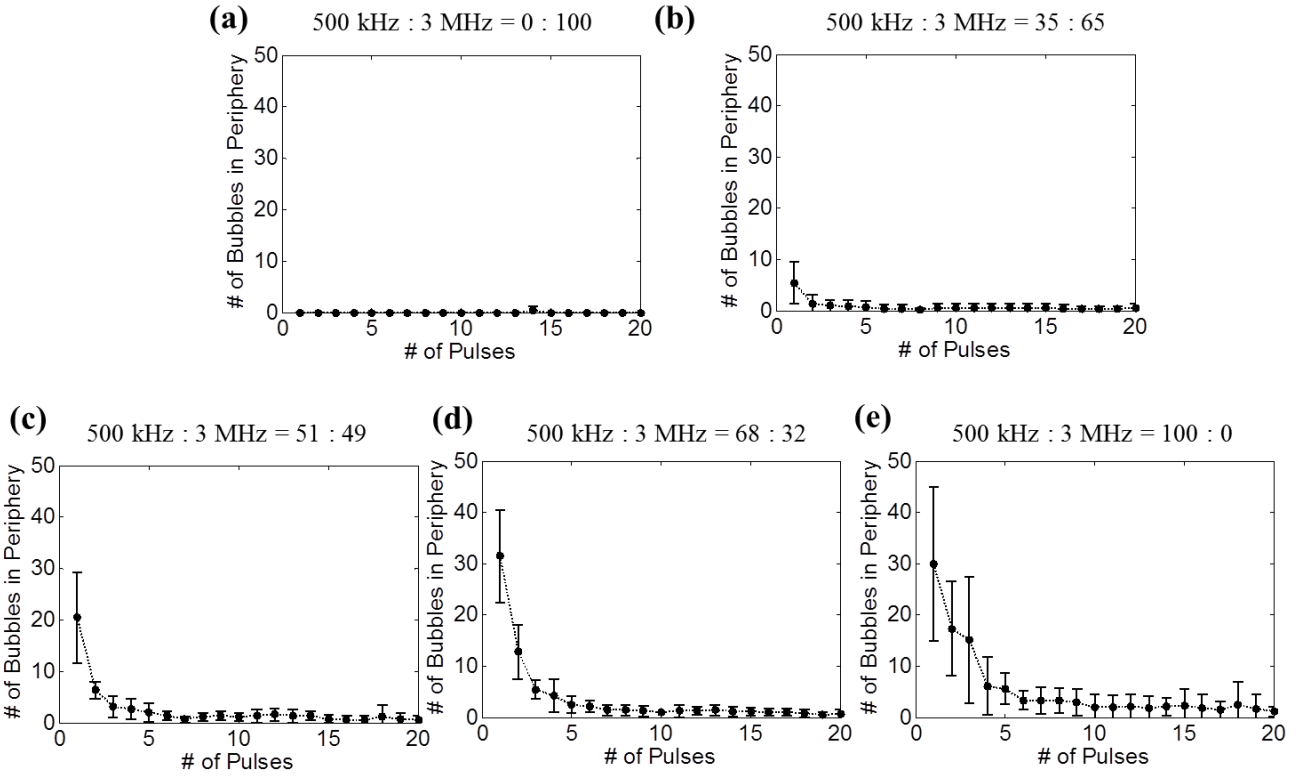 (a) 500 kHz : 3 MHz = 0 : 100
# of Bubbles in Periphery
50
40
30
20
10
0
0 5 10 15 20
# of Pulses
(b) 500 kHz : 3 MHz = 35 : 65
# of Bubbles in Periphery
50
40
30
20
10
0
0 5 10 15 20
# of Pulses
(c) 500 kHz : 3 MHz = 51 : 49
# of Bubbles in Periphery
50
40
30
20
10
0
0 5 10 15 20
# of Pulses
(d) 500 kHz : 3 MHz = 68 : 32
# of Bubbles in Periphery
50
40
30
20
10
0
0 5 10 15 20
# of Pulses
(e) 500 kHz : 3 MHz = 100 : 0
# of Bubbles in Periphery
50
40
30
20
10
0
0 5 10 15 20
# of Pulses